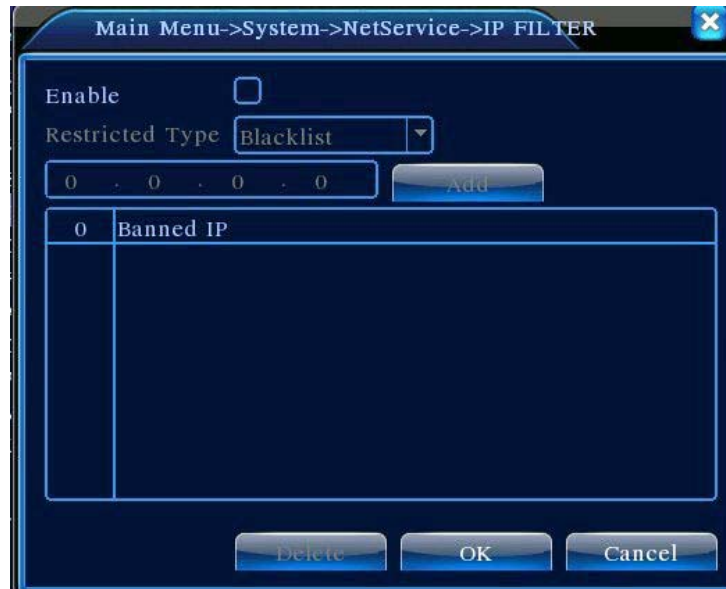 Main Menu->System->NetService->IP FILTER
Enable
Restricted Type Blacklist
0 . 0 . 0 . 0 Add
0 Banned IP
Delete OK Cancel